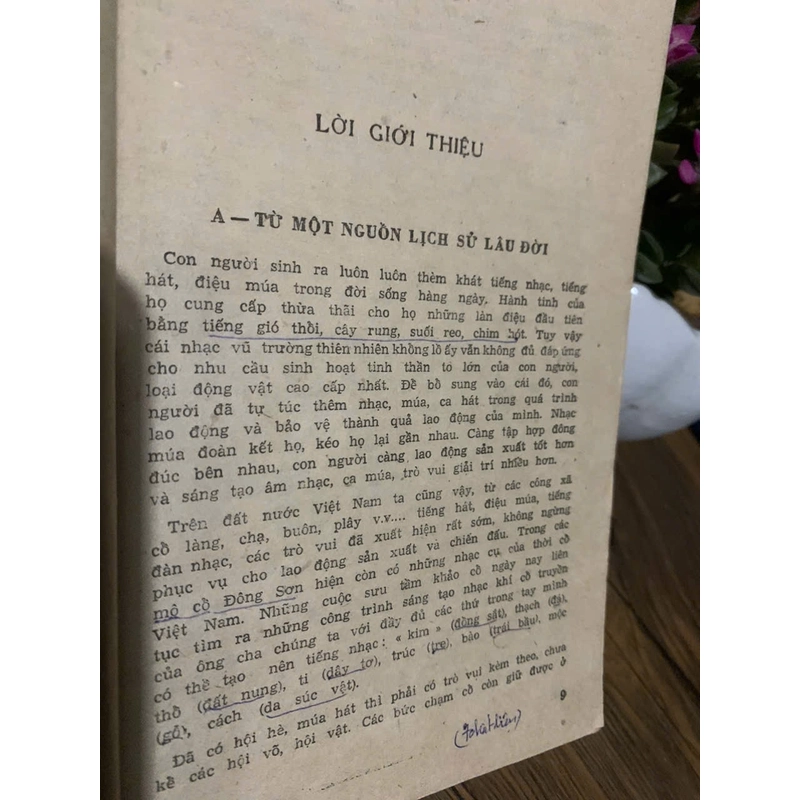 LỜI GIỚI THIỆU
A — TỪ MỘT NGUỒN LỊCH SỬ LÂU ĐỜI
Con người sinh ra luôn luôn thèm khát tiếng nhạc, tiếng
hát, điệu múa trong đời sống hàng ngày. Hành tinh của
họ cung cấp thừa thãi cho họ những làn điệu đầu tiên
bằng tiếng gió thổi, cây rung, suối reo, chim hót. Tuy vậy
cái nhạc vũ trường thiên nhiên khổng lồ ấy vẫn không đủ đáp ứng
cho nhu cầu sinh hoạt tinh thần to lớn của con người,
loại động vật cao cấp nhất. Để bổ sung vào cái đó, con
người đã tự túc thêm nhạc, múa, ca hát trong quá trình
lao động và bảo vệ thành quả lao động của mình. Nhạc
múa đoàn kết họ, kéo họ lại gần nhau. Càng tập hợp đông
đúc bên nhau, con người càng lao động sản xuất tốt hơn
và sáng tạo âm nhạc, ca múa, trò vui giải trí nhiều hơn.
Trên đất nước Việt Nam ta cũng vậy, từ các công xã
cổ làng, chạ, buôn, plây v.v.... tiếng hát, điệu múa, tiếng
đàn nhạc, các trò vui đã xuất hiện rất sớm, không ngừng
phục vụ cho lao động sản xuất và chiến đấu. Trong các
mộ cổ Đông Sơn hiện còn có những nhạc cụ của thời cổ
Việt Nam. Những cuộc sưu tầm khảo cổ ngày nay liên
tục tìm ra những công trình sáng tạo nhạc khí cổ truyền
của ông cha chúng ta với đầy đủ các thứ trong tay mình
có thể tạo nên tiếng nhạc : « kim » (đồng sắt), thạch (đá),
thổ (đất nung), ti (dây tơ), trúc (tre), bào (trái bầu), mộc
(gỗ), cách (da súc vật).
Đã có hội hè, múa hát thì phải có trò vui kèm theo, chưa
kể các hội võ, hội vật. Các bức chạm cổ còn giữ được ở
9